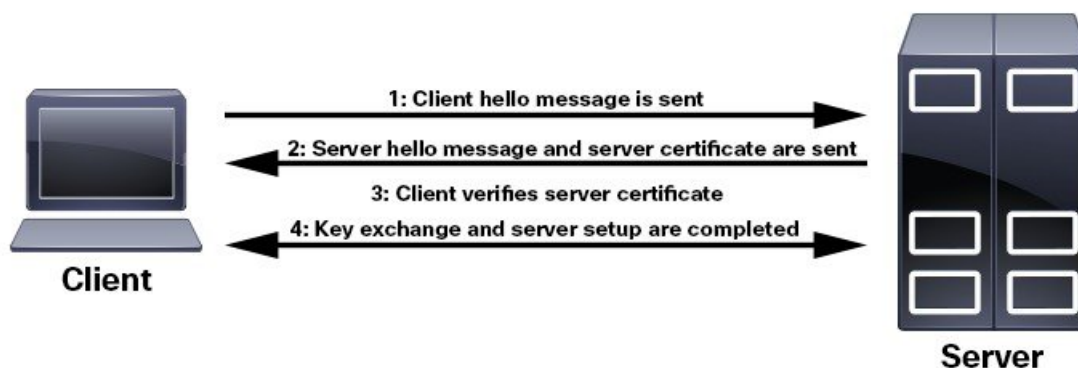 1: Client hello message is sent
2: Server hello message and server certificate are sent
3: Client verifies server certificate
4: Key exchange and server setup are completed
Client
Server